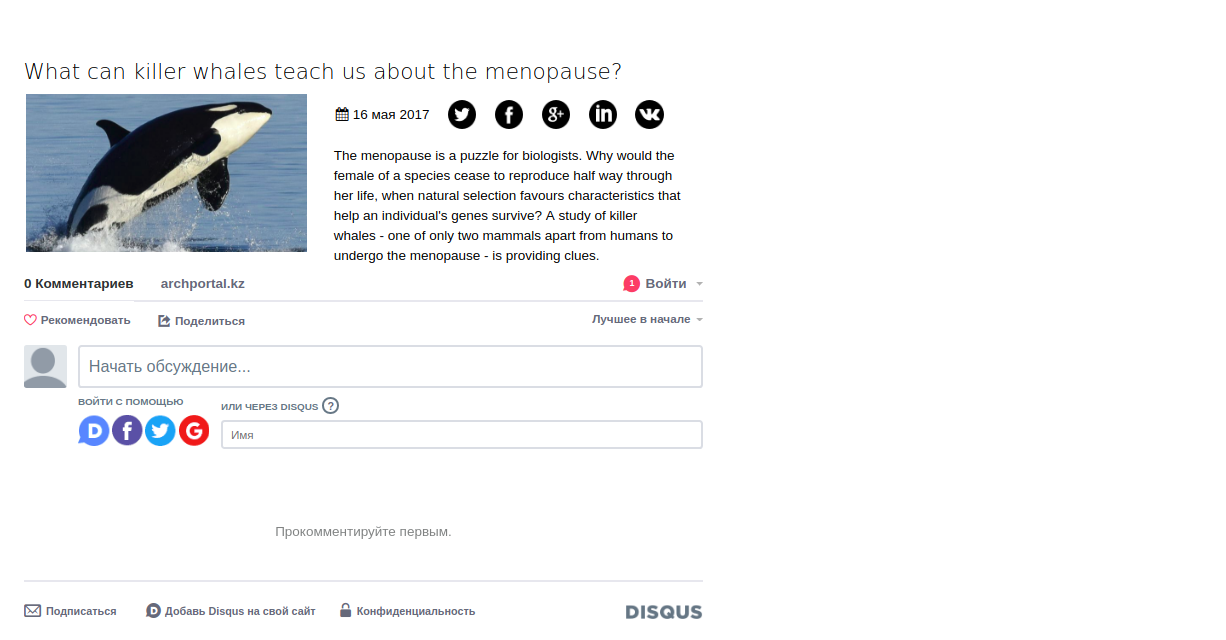 What can killer whales teach us about the menopause?
16 мая 2017
The menopause is a puzzle for biologists. Why would the
female of a species cease to reproduce half way through
her life, when natural selection favours characteristics that
help an individual's genes survive? A study of killer
whales - one of only two mammals apart from humans to
undergo the menopause - is providing clues.
0 Комментариев archportal.kz 1 Войти
Рекомендовать Поделиться Лучшее в начале
Начать обсуждение...
ВОЙТИ С ПОМОЩЬЮ ИЛИ ЧЕРЕЗ DISQUS ?
Имя
Прокомментируйте первым.
Подписаться Добавь Disqus на свой сайт Конфиденциальность DISQUS